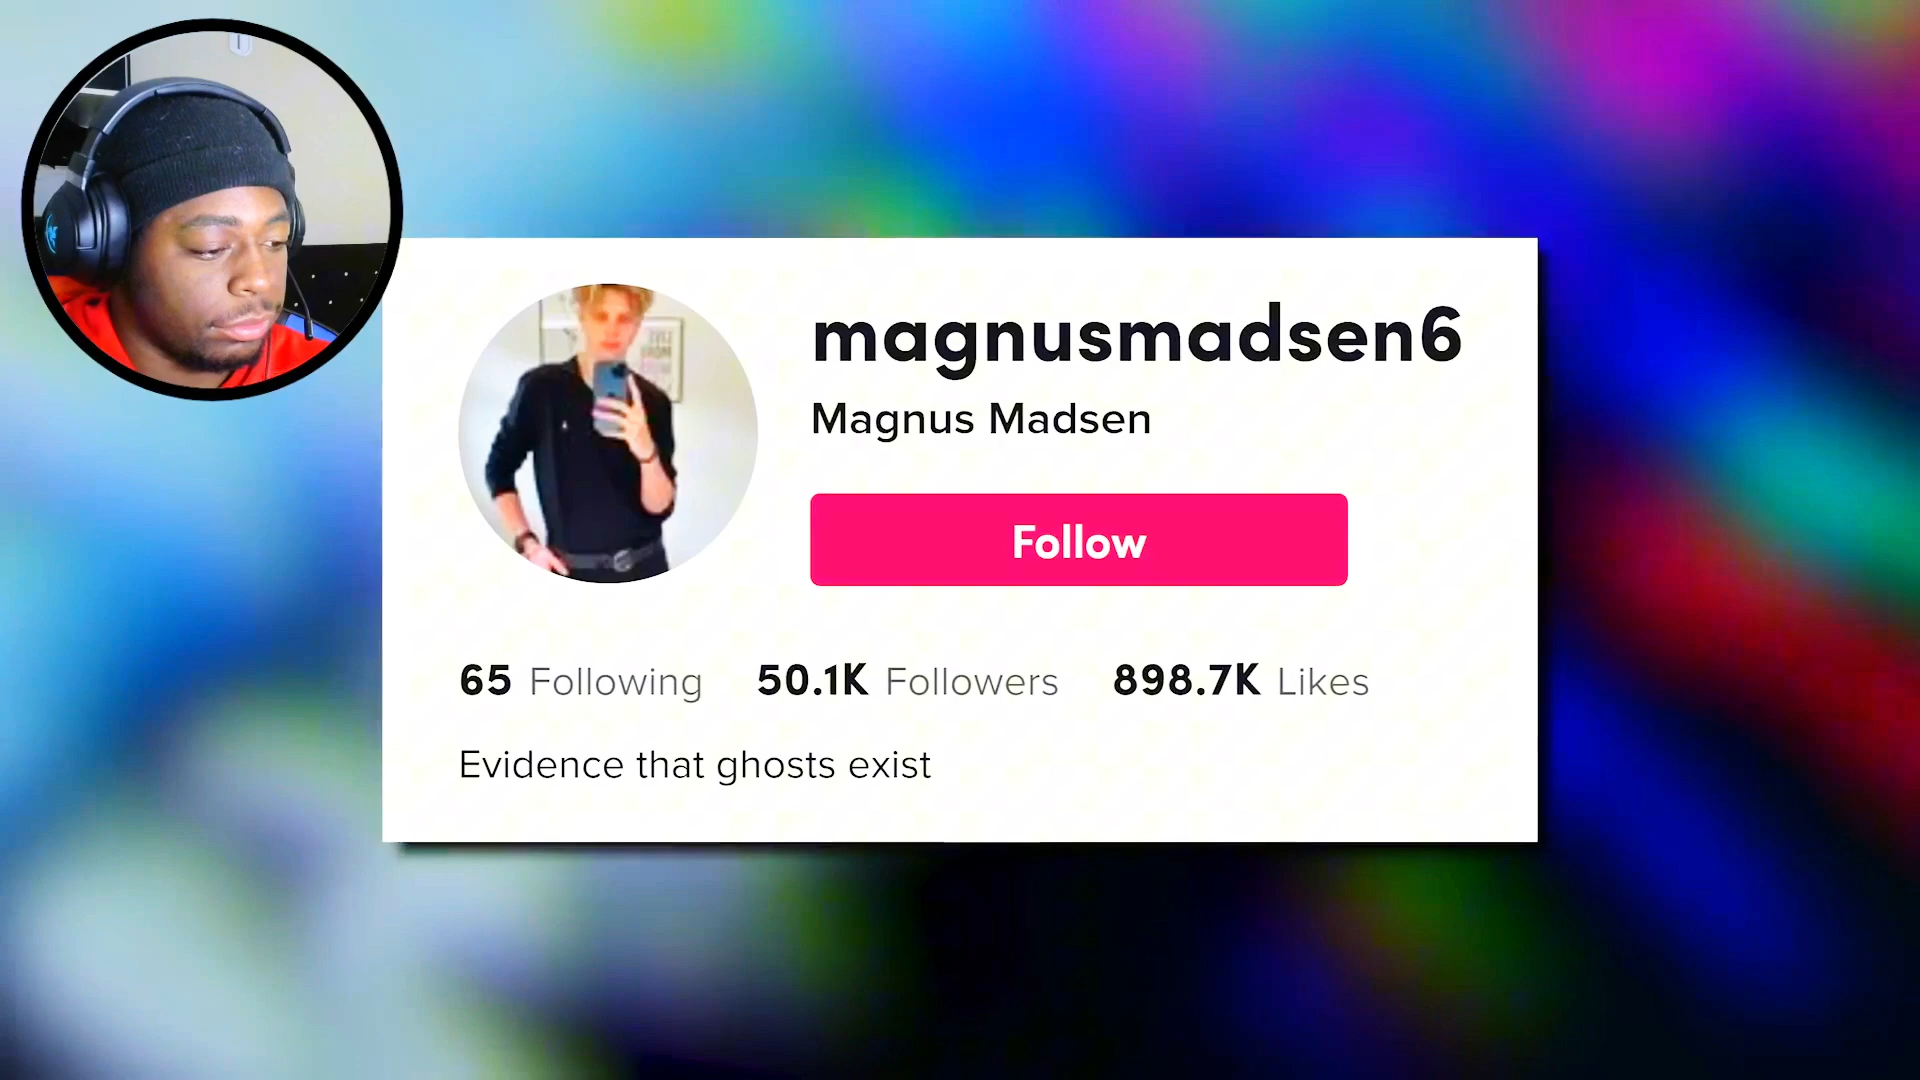 magnusmadsen6
Magnus Madsen
Follow
65 Following 50.1K Followers 898.7K Likes
Evidence that ghosts exist